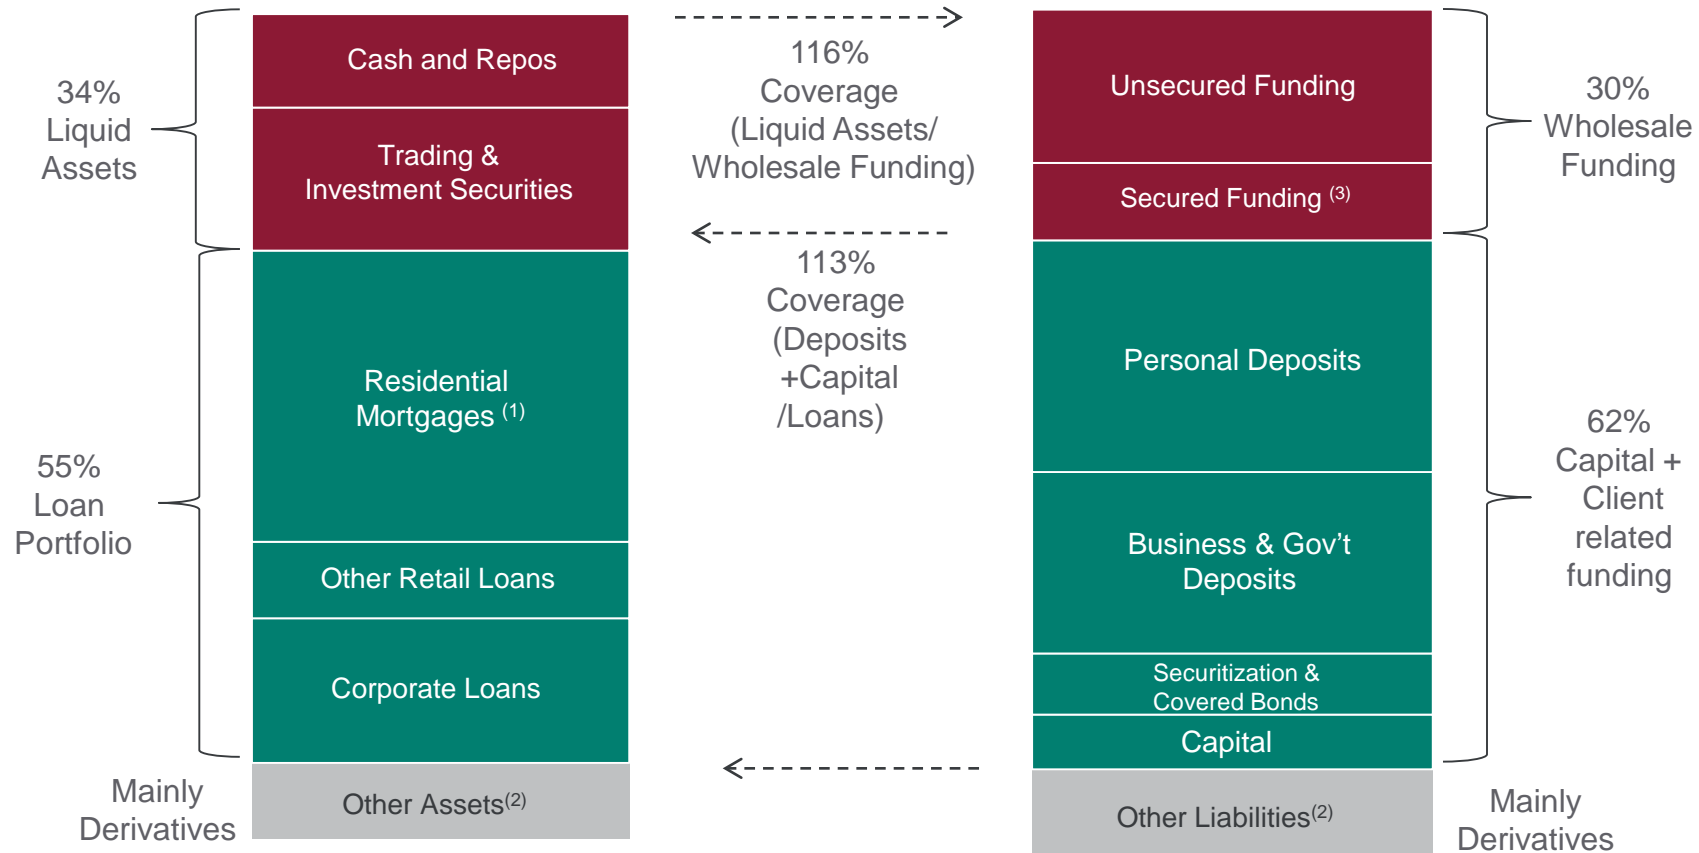 34%
Liquid
Assets
Cash and Repos
Trading &
Investment Securities
55%
Loan
Portfolio
Residential
Mortgages (1)
Other Retail Loans
Corporate Loans
Mainly
Derivatives
Other Assets(2)
116%
Coverage
(Liquid Assets/
Wholesale Funding)
113%
Coverage
(Deposits
+Capital
/Loans)
Unsecured Funding
Secured Funding (3)
30%
Wholesale
Funding
Personal Deposits
Business & Gov’t
Deposits
Securitization &
Covered Bonds
Capital
62%
Capital +
Client
related
funding
Other Liabilities(2)
Mainly
Derivatives